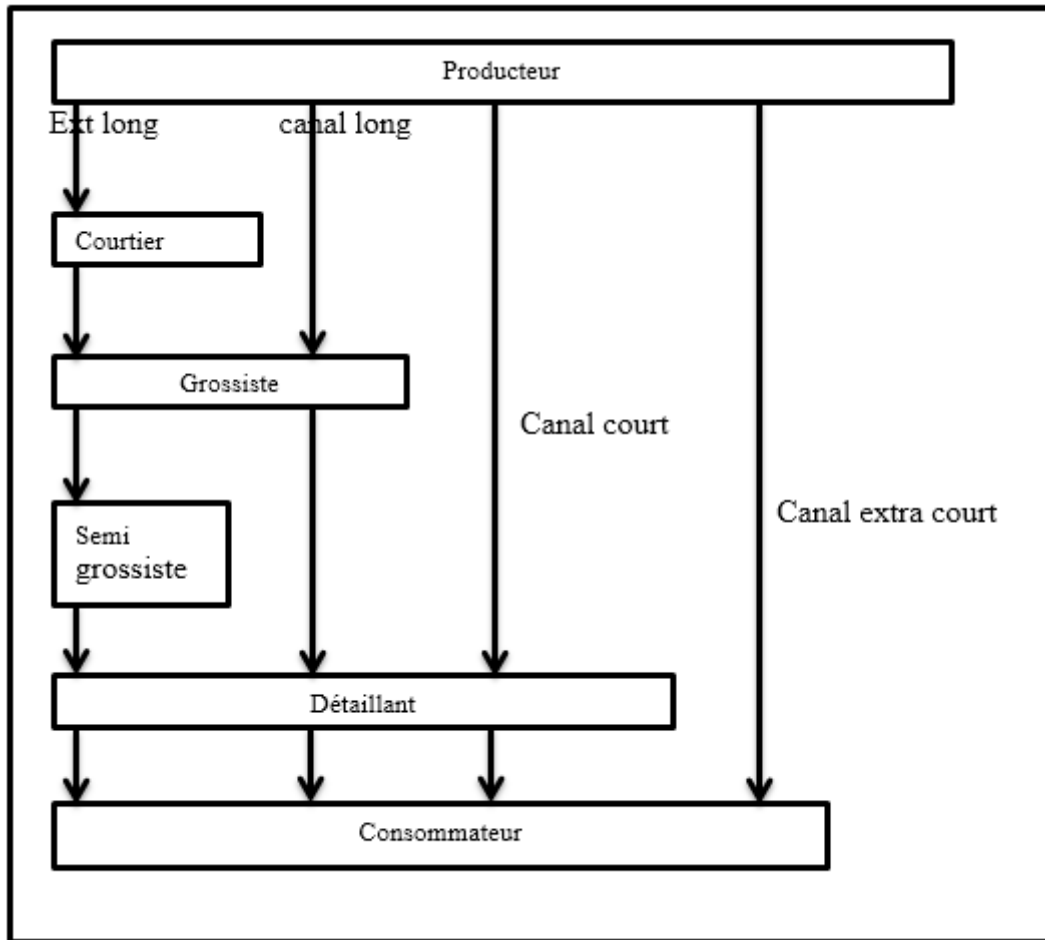 Producteur
Ext long
canal long
Courtier
Grossiste
Canal court
Canal extra court
Semi
grossiste
Détaillant
Consommateur